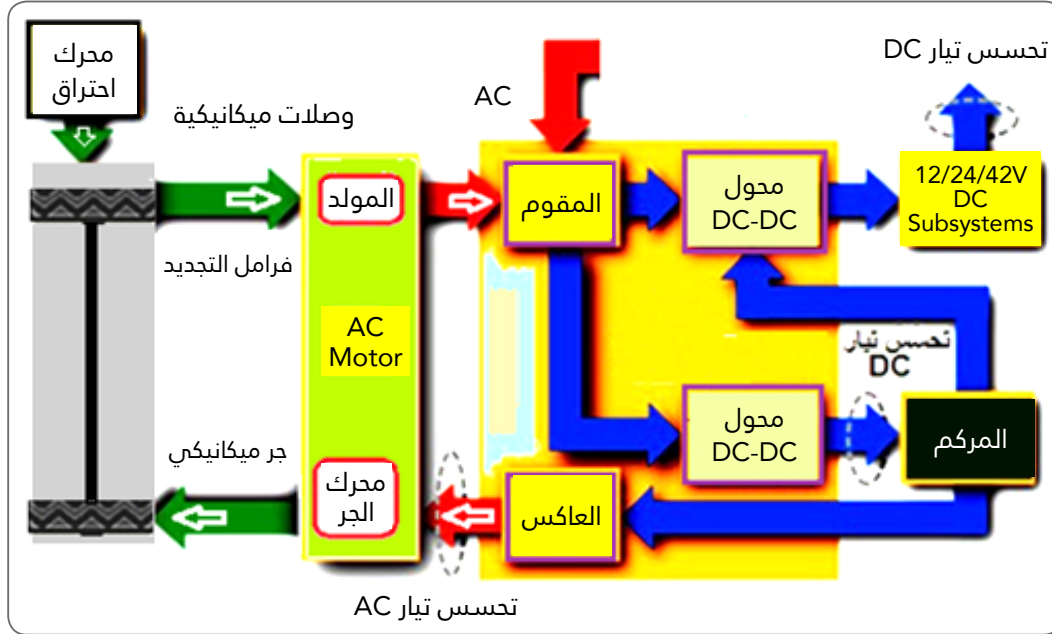 محرك
احتراق
وصلات ميكانيكية
AC
تحسس تيار DC
المولد
المقوم
محول
DC-DC
12/24/42V
DC
Subsystems
فرامل التجديد
AC
Motor
تحسس تيار
DC
محول
DC-DC
المركم
جر ميكانيكي
محرك
الجر
العاكس
تحسس تيار AC